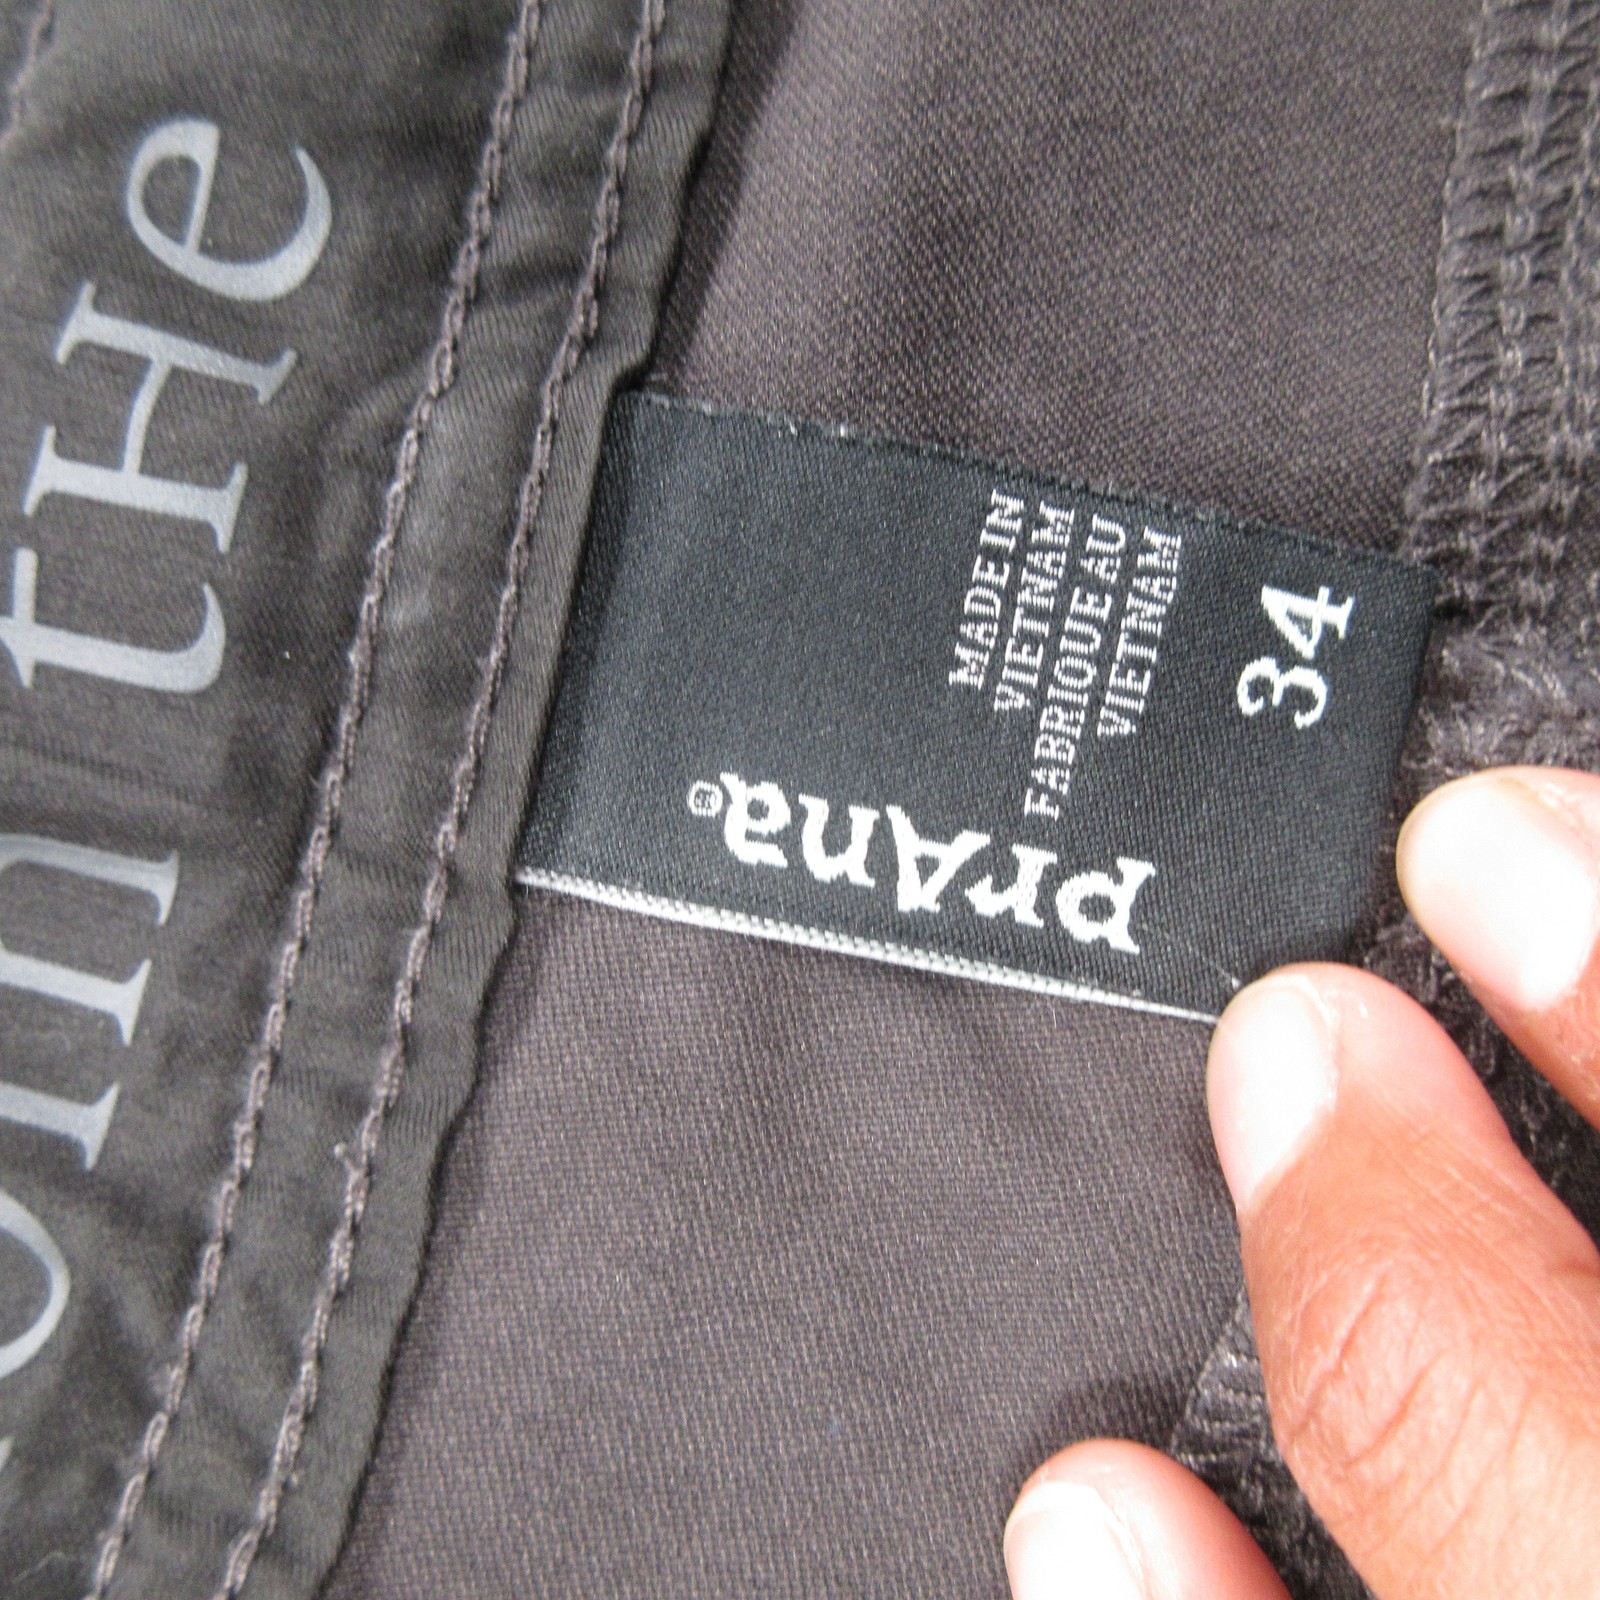 prAna®
MADE IN
VIETNAM
FABRIQUE AU
VIETNAM
34
tHe